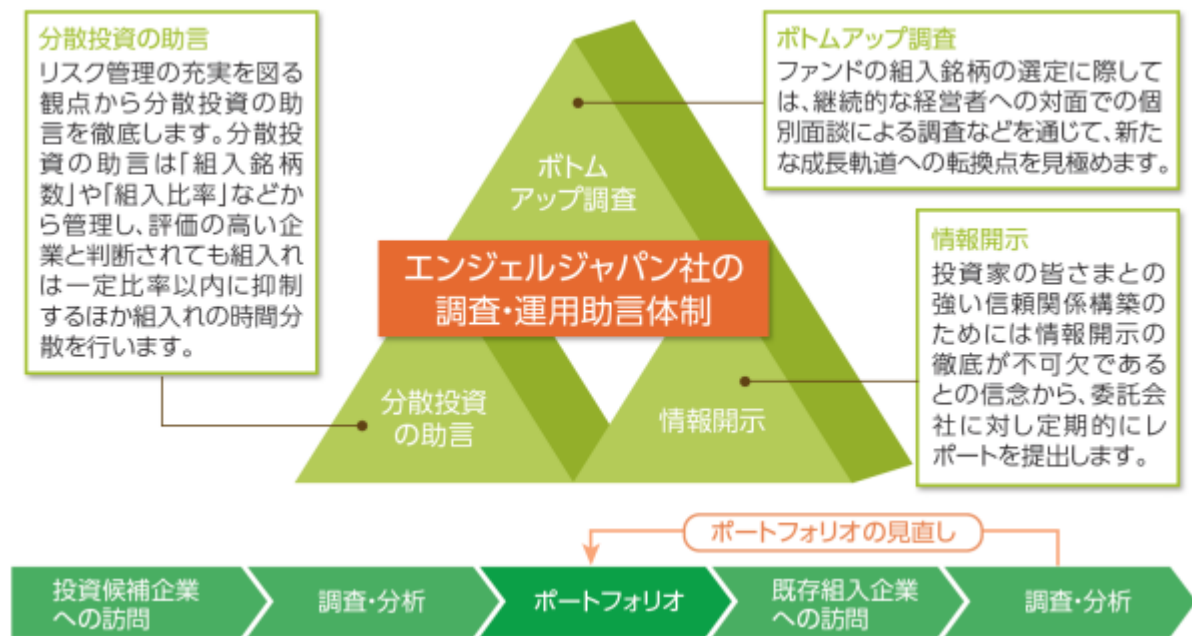 分散投資の助言
リスク管理の充実を図る
観点から分散投資の助
言を徹底します。分散投
資の助言は「組入銘柄
数」や「組入比率」などか
ら管理し、評価の高い企
業と判断されても組入れ
は一定比率以内に抑制
するほか組入れの時間分
散を行います。
ボトムアップ調査
ファンドの組入銘柄の選定に際して
は、継続的な経営者への対面での個
別面談による調査などを通じて、新た
な成長軌道への転換点を見極めます。
ボトム
アップ調査
エンジェルジャパン社の
調査・運用助言体制
情報開示
投資家の皆さまとの
強い信頼関係構築の
ためには情報開示の
徹底が不可欠である
との信念から、委託会
社に対し定期的にレ
ポートを提出します。
分散投資
の助言
情報開示
ポートフォリオの見直し
投資候補企業
への訪問
調査・分析
ポートフォリオ
既存組入企業
への訪問
調査・分析